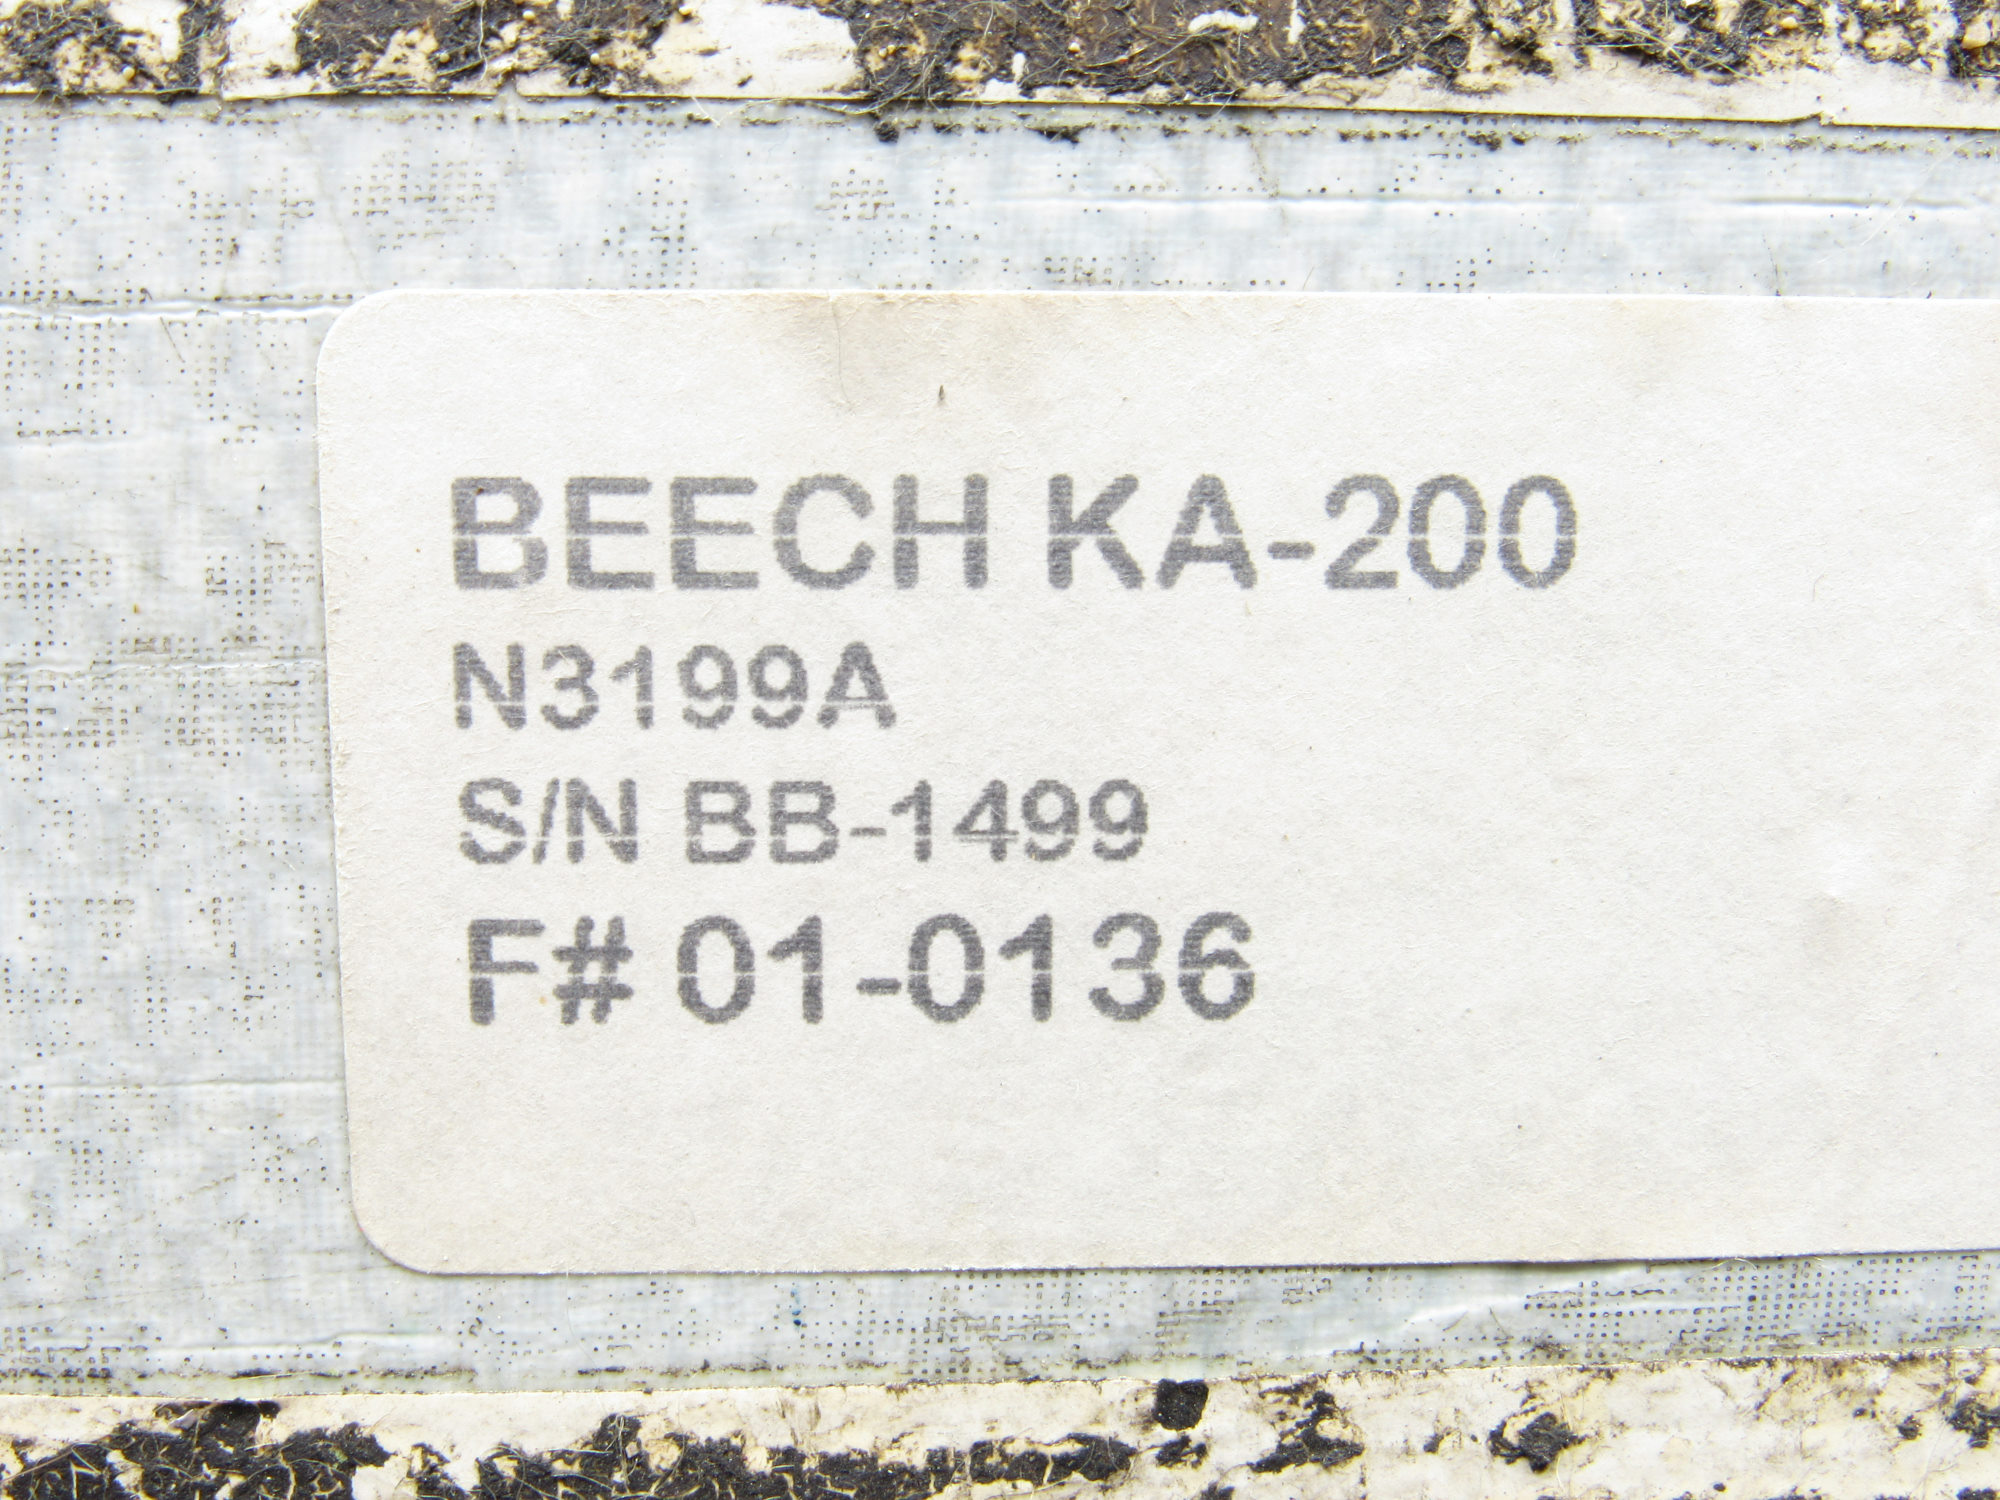 BEECH KA-200
N3199A
S/N BB-1499
F# 01-0136